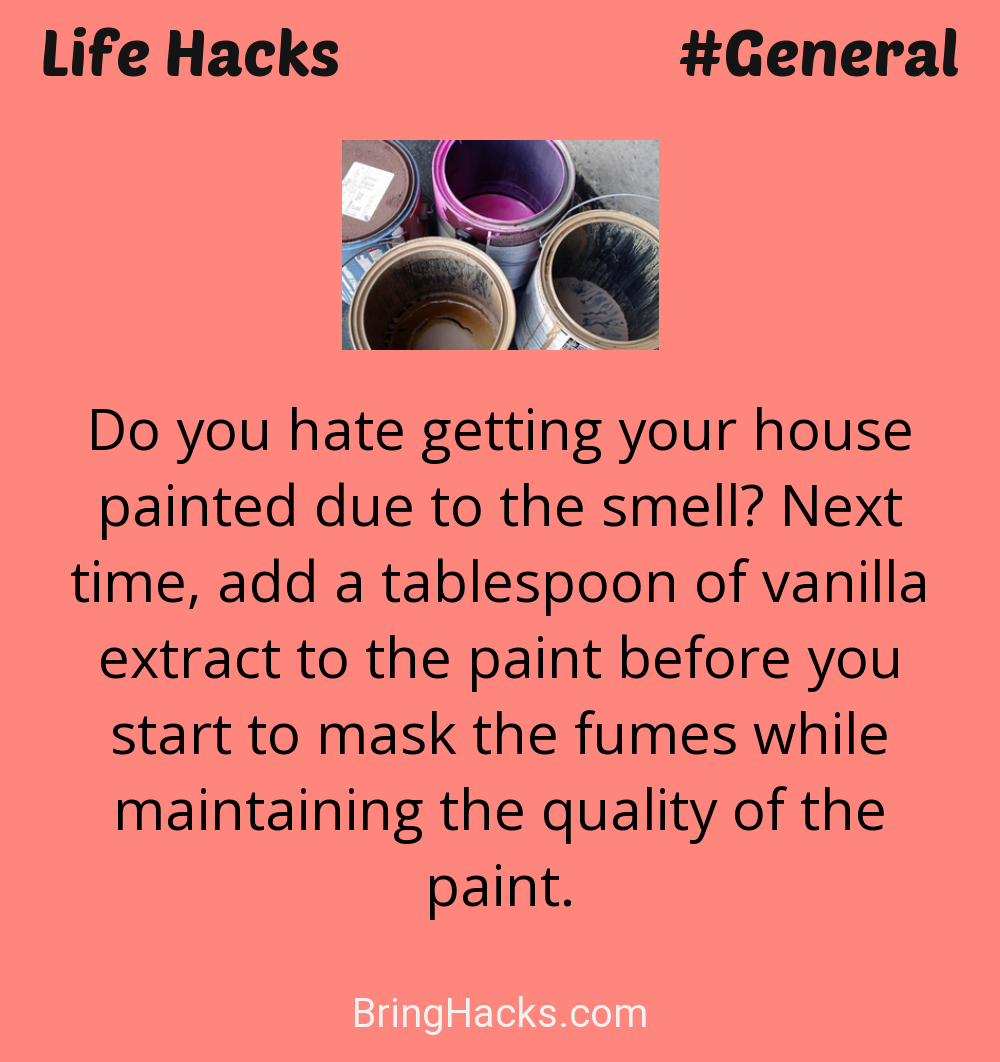 Life Hacks #General
Do you hate getting your house
painted due to the smell? Next
time, add a tablespoon of vanilla
extract to the paint before you
start to mask the fumes while
maintaining the quality of the
paint.
BringHacks.com